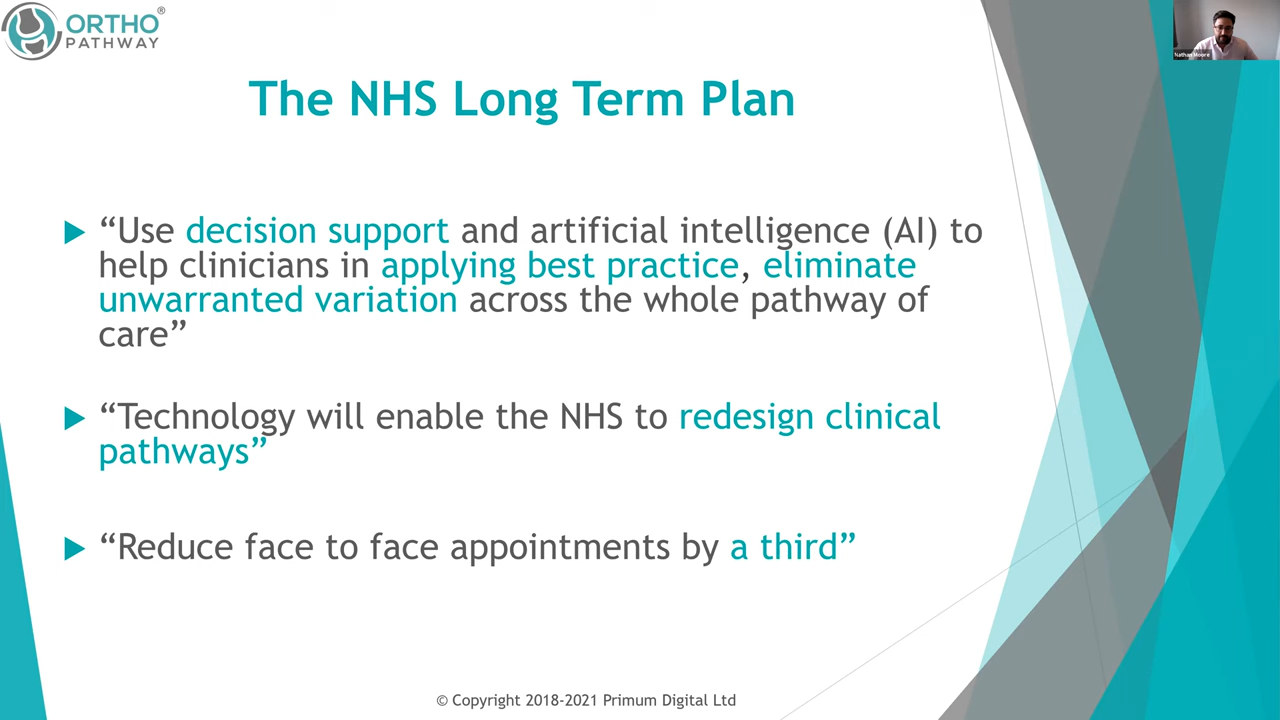 ORTHO®
PATHWAY
Nathan Moore
The NHS Long Term Plan
“Use decision support and artificial intelligence (AI) to
help clinicians in applying best practice, eliminate
unwarranted variation across the whole pathway of
care”
“Technology will enable the NHS to redesign clinical
pathways”
“Reduce face to face appointments by a third”
© Copyright 2018-2021 Primum Digital Ltd